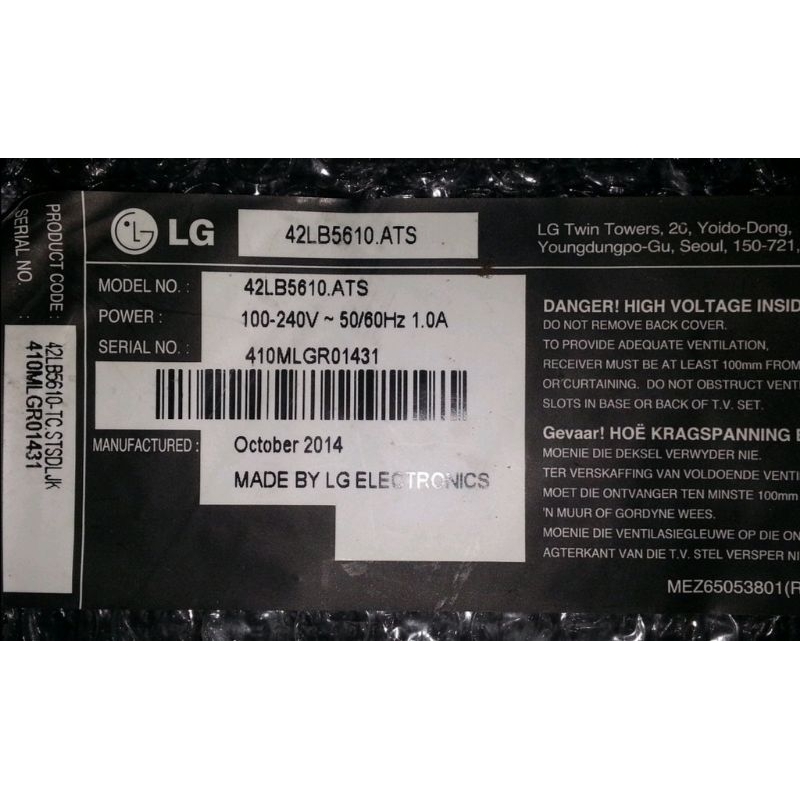 PRODUCT CODE :
SERIAL NO. :
42LB5610-TC.STSDLJK
410MLGR01431
LG
42LB5610.ATS
LG Twin Towers, 20, Yoido-Dong,
Youngdungpo-Gu, Seoul, 150-721,
MODEL NO. : 42LB5610.ATS
POWER : 100-240V ~ 50/60Hz 1.0A
SERIAL NO. : 410MLGR01431
MANUFACTURED : October 2014
MADE BY LG ELECTRONICS
DANGER! HIGH VOLTAGE INSID
DO NOT REMOVE BACK COVER.
TO PROVIDE ADEQUATE VENTILATION,
RECEIVER MUST BE AT LEAST 100mm FROM
OR CURTAINING. DO NOT OBSTRUCT VENTI
SLOTS IN BASE OR BACK OF T.V. SET.
Gevaar! HOË KRAGSPANNING
MOENIE DIE DEKSEL VERWYDER NIE.
TER VERSKAFFING VAN VOLDOENDE VENTI
MOET DIE ONTVANGER TEN MINSTE 100mm
'N MUUR OF GORDYNE WEES.
MOENIE DIE VENTILASIEGLEUWE OP DIE ON
AGTERKANT VAN DIE T.V. STEL VERSPER NI
MEZ65053801(R